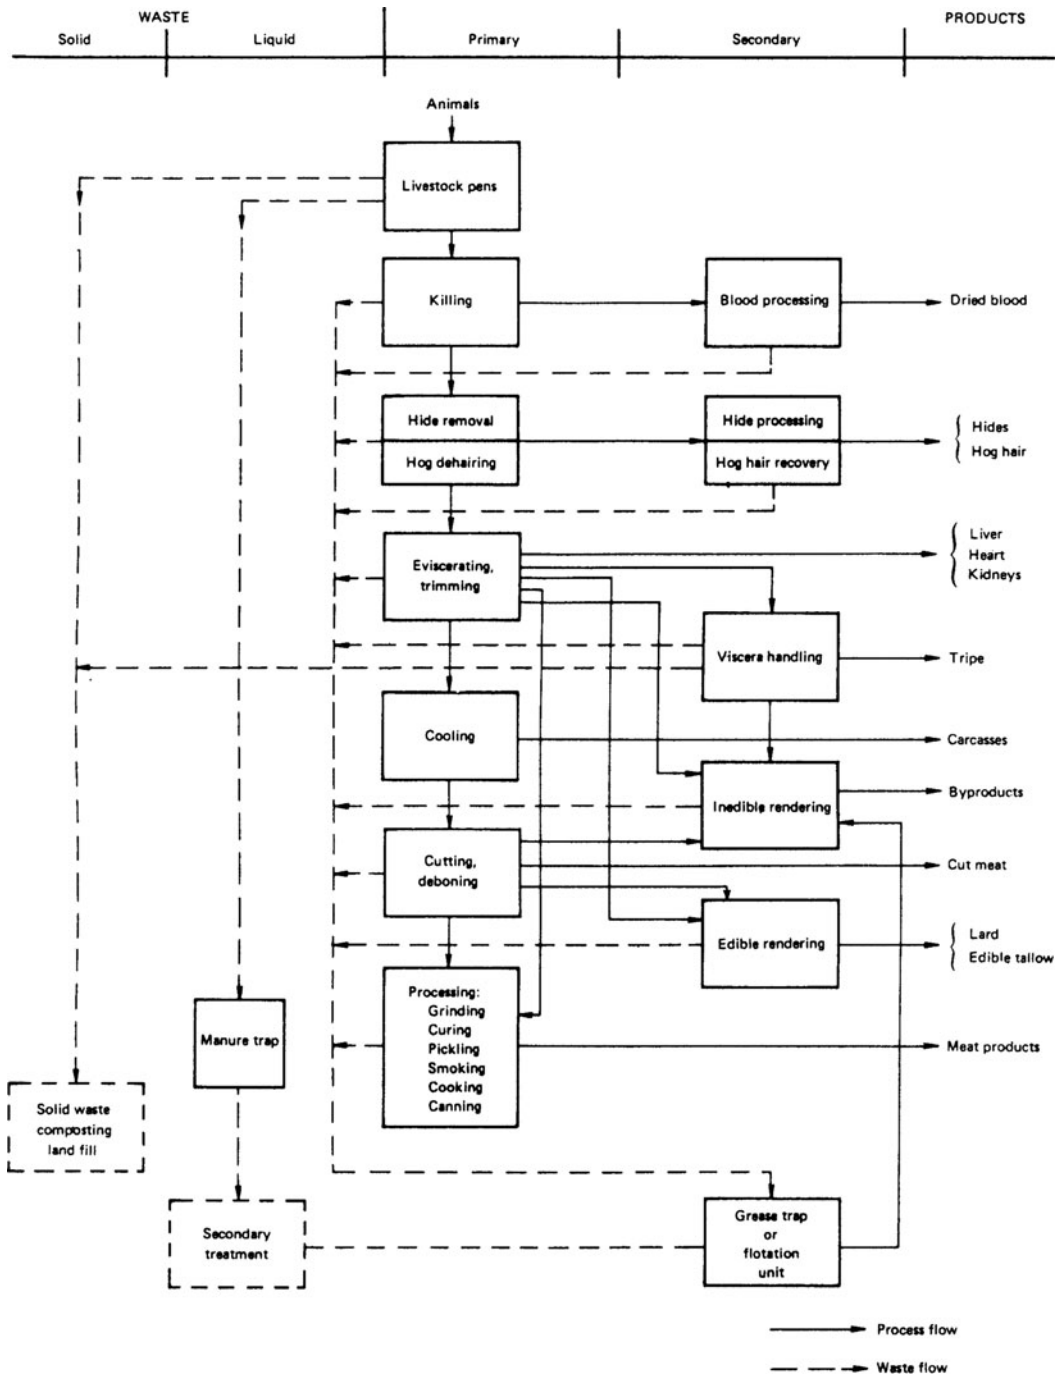 WASTE
PRODUCTS
Solid
Liquid
Primary
Secondary
Animals
Livestock pens
Killing
Blood processing
Dried blood
Hide removal
Hog dehairing
Hide processing
Hog hair recovery
Hides
Hog hair
Eviscerating,
trimming
Liver
Heart
Kidneys
Viscera handling
Tripe
Cooling
Carcasses
Inedible rendering
Byproducts
Cutting,
deboning
Cut meat
Edible rendering
Lard
Edible tallow
Processing:
Grinding
Curing
Pickling
Smoking
Cooking
Canning
Meat products
Manure trap
Solid waste
composting
land fill
Secondary
treatment
Grease trap
or
flotation
unit
Process flow
Waste flow